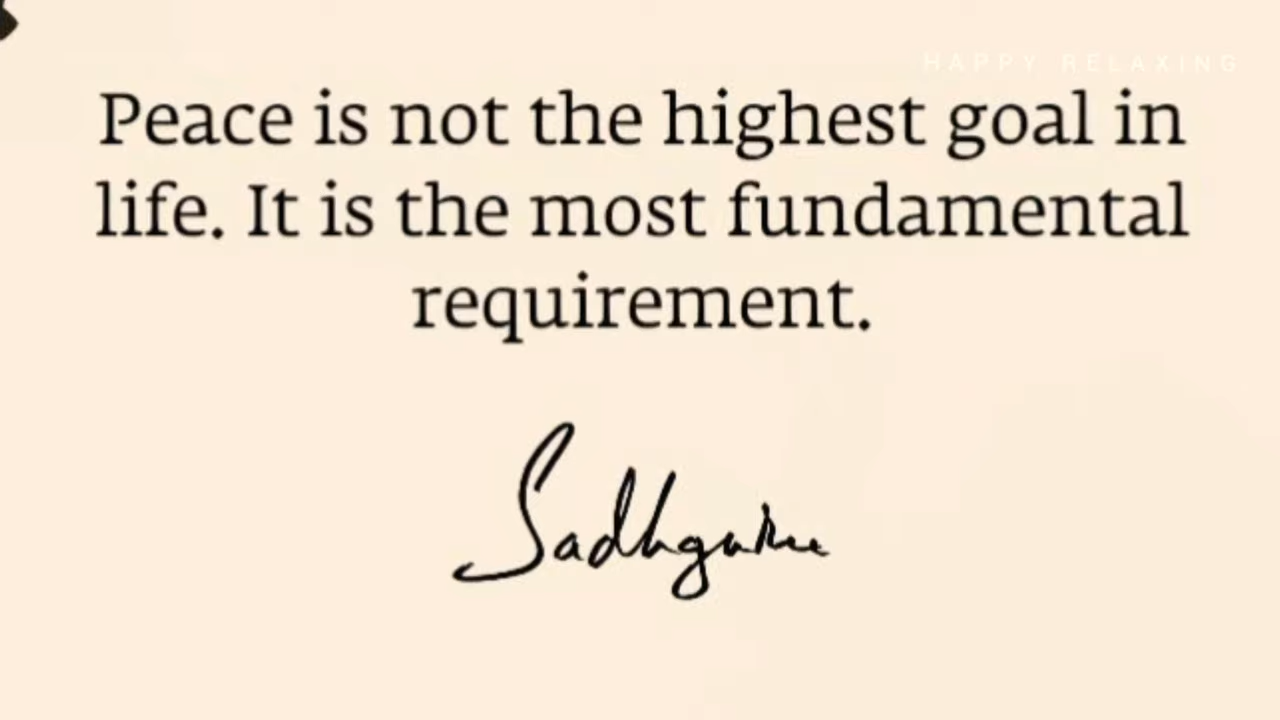 HAPPY RELAXING
Peace is not the highest goal in
life. It is the most fundamental
requirement.
Sadhguru